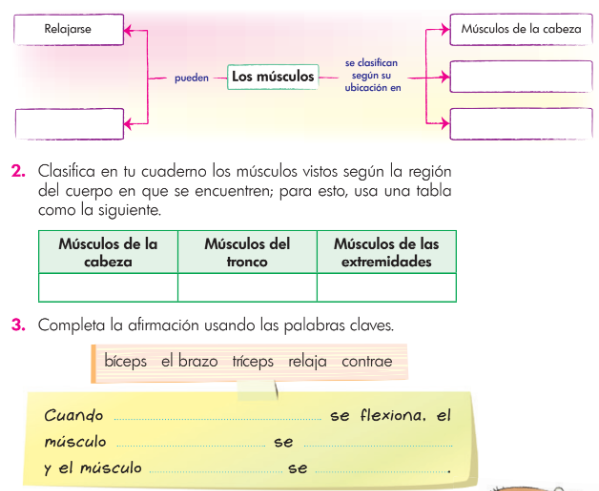 Relajarse
pueden
Los músculos
se clasifican
según su
ubicación en
Músculos de la cabeza
2. Clasifica en tu cuaderno los músculos vistos según la región
del cuerpo en que se encuentren; para esto, usa una tabla
como la siguiente.
Músculos de la
cabeza
Músculos del
tronco
Músculos de las
extremidades
3. Completa la afirmación usando las palabras claves.
bíceps el brazo tríceps relaja contrae
Cuando ........ se flexiona, el
músculo ........ se ........
y el músculo ........ se ........ .